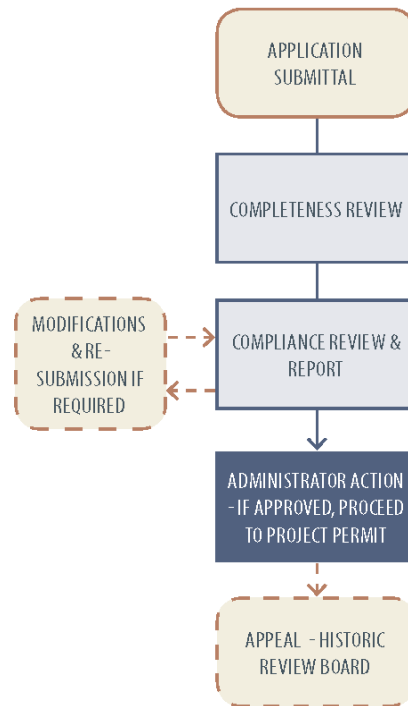 APPLICATION
SUBMITTAL
COMPLETENESS REVIEW
MODIFICATIONS
& RE-
SUBMISSION IF
REQUIRED
COMPLIANCE REVIEW &
REPORT
ADMINISTRATOR ACTION
- IF APPROVED, PROCEED
TO PROJECT PERMIT
APPEAL - HISTORIC
REVIEW BOARD